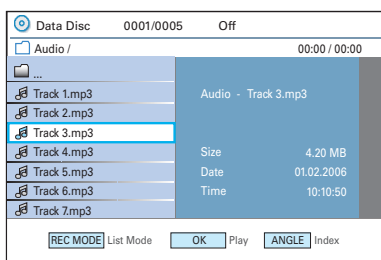 Data Disc 0001/0005 Off
Audio / 00:00 / 00:00
...
Track 1.mp3
Audio - Track 3.mp3
Track 2.mp3
Track 3.mp3
Track 4.mp3
Size 4.20 MB
Track 5.mp3
Date 01.02.2006
Track 6.mp3
Time 10:10:50
Track 7.mp3
REC MODE List Mode OK Play ANGLE Index